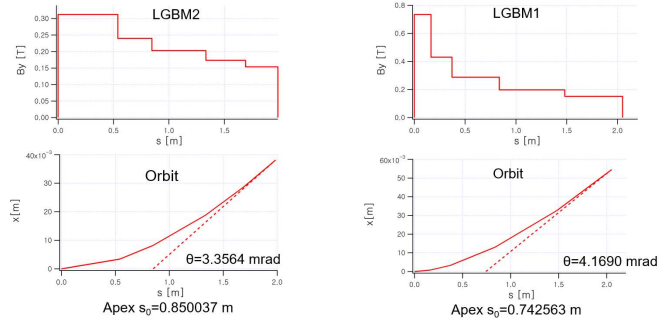 LGBM2
By [T]
0.30
0.25
0.20
0.15
0.10
0.05
0.00
0.0 0.5 1.0 1.5
s [m]
LGBM1
By [T]
0.8
0.6
0.4
0.2
0.0
0.0 0.5 1.0 1.5 2.0
s [m]
Orbit
x[m]
40x10⁻³
30
20
10
0
θ=3.3564 mrad
0.0 0.5 1.0 1.5 2.0
s [m]
Apex s₀=0.850037 m
Orbit
x[m]
60x10⁻³
50
40
30
20
10
0
θ=4.1690 mrad
0.0 0.5 1.0 1.5 2.0
s [m]
Apex s₀=0.742563 m